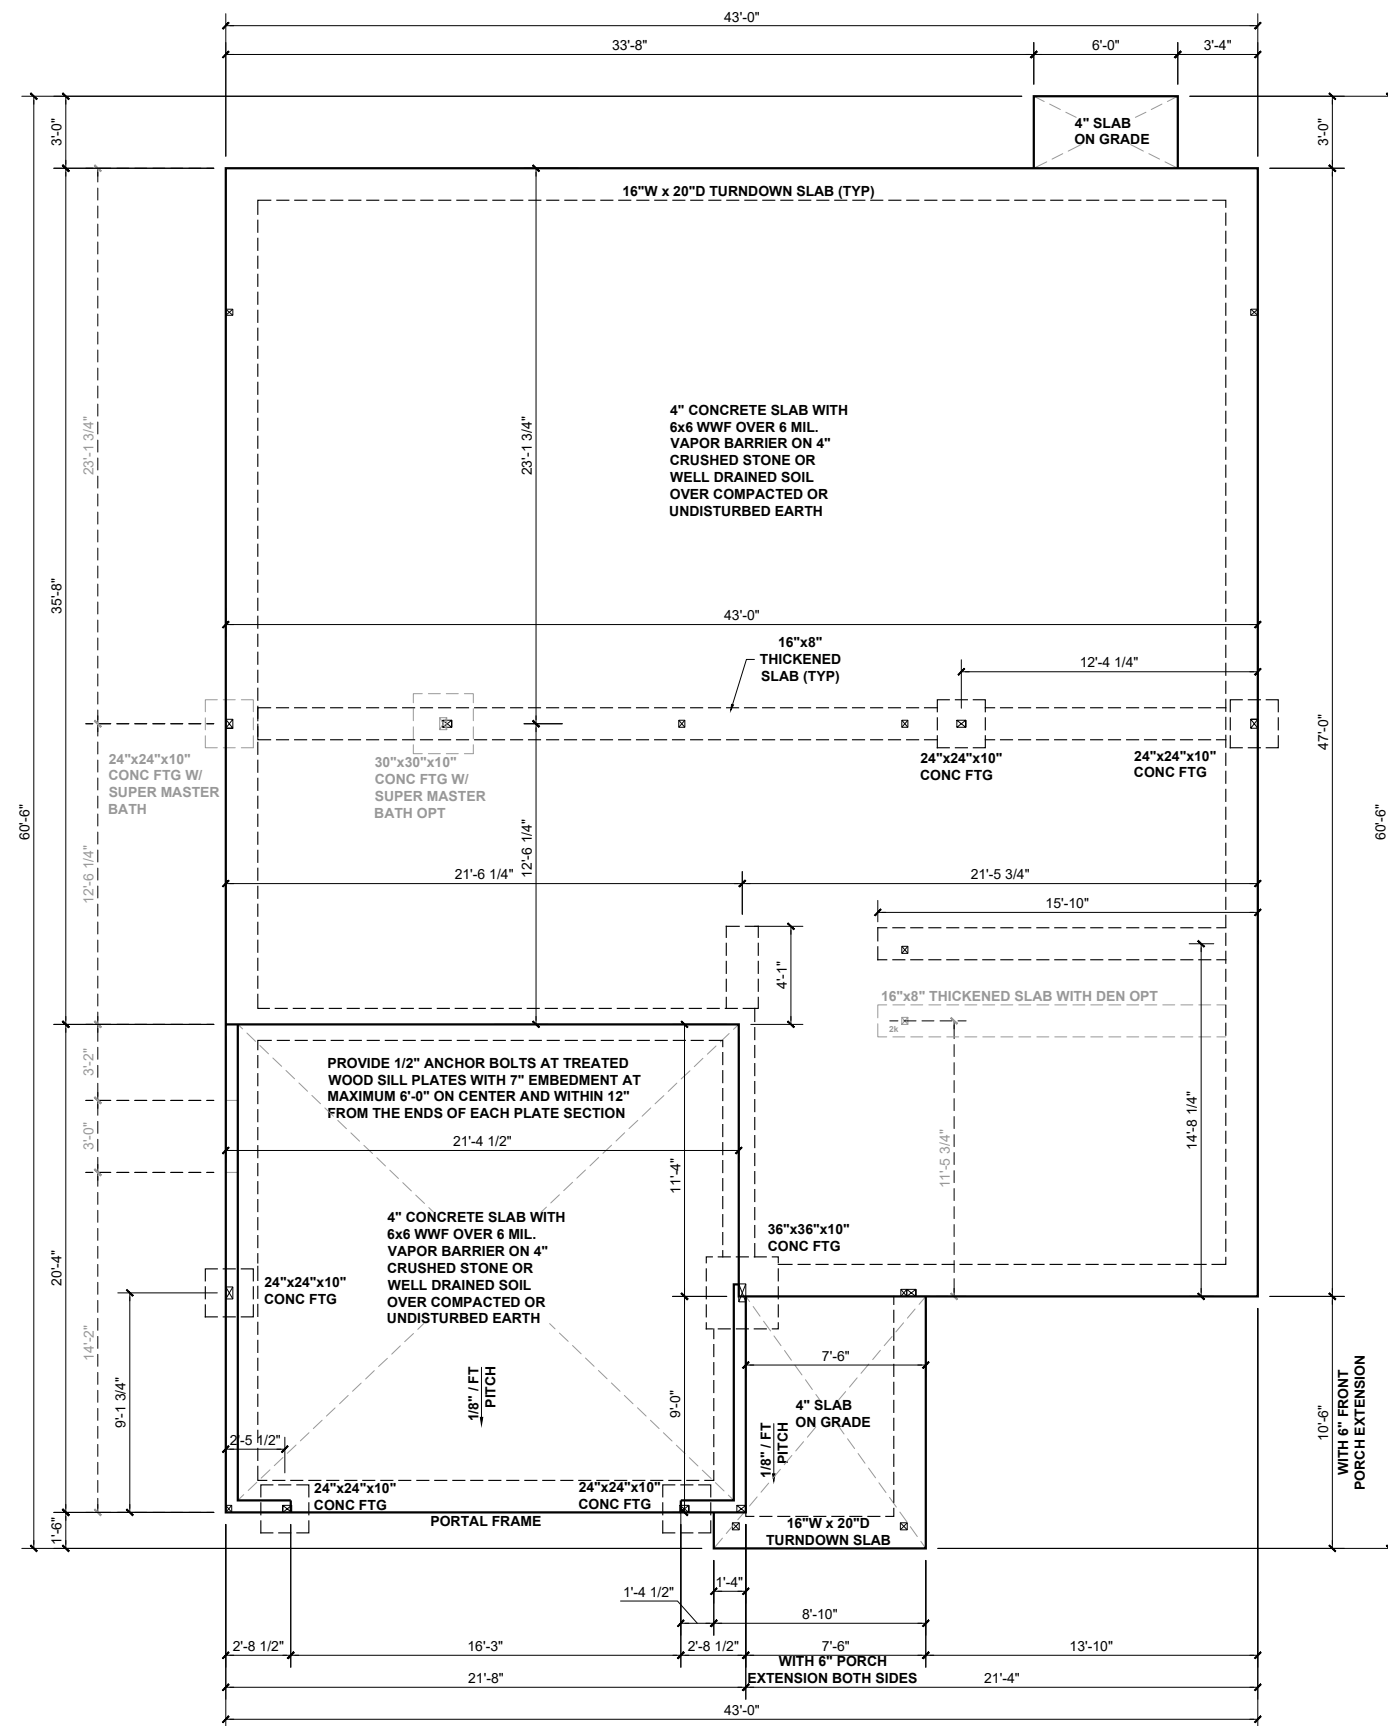 43'-0"
33'-8"
6'-0"
3'-4"
3'-0"
4" SLAB
ON GRADE
3'-0"
16"W x 20"D TURNDOWN SLAB (TYP)
23'-1 3/4"
23'-1 3/4"
4" CONCRETE SLAB WITH
6x6 WWF OVER 6 MIL.
VAPOR BARRIER ON 4"
CRUSHED STONE OR
WELL DRAINED SOIL
OVER COMPACTED OR
UNDISTURBED EARTH
35'-8"
43'-0"
16"x8"
THICKENED
SLAB (TYP)
12'-4 1/4"
47'-0"
24"x24"x10"
CONC FTG W/
SUPER MASTER
BATH
30"x30"x10"
CONC FTG W/
SUPER MASTER
BATH OPT
24"x24"x10"
CONC FTG
24"x24"x10"
CONC FTG
60'-6"
60'-6"
12'-6 1/4"
12'-6 1/4"
21'-6 1/4"
21'-5 3/4"
15'-10"
4'-1"
16"x8" THICKENED SLAB WITH DEN OPT
2k
3'-2"
PROVIDE 1/2" ANCHOR BOLTS AT TREATED
WOOD SILL PLATES WITH 7" EMBEDMENT AT
MAXIMUM 6'-0" ON CENTER AND WITHIN 12"
FROM THE ENDS OF EACH PLATE SECTION
3'-0"
21'-4 1/2"
11'-4"
11'-5 3/4"
14'-8 1/4"
4" CONCRETE SLAB WITH
6x6 WWF OVER 6 MIL.
VAPOR BARRIER ON 4"
CRUSHED STONE OR
WELL DRAINED SOIL
OVER COMPACTED OR
UNDISTURBED EARTH
36"x36"x10"
CONC FTG
20'-4"
24"x24"x10"
CONC FTG
14'-2"
9'-1 3/4"
1/8" / FT
PITCH
9'-0"
7'-6"
4" SLAB
ON GRADE
1/8" / FT
PITCH
10'-6"
WITH 6" FRONT
PORCH EXTENSION
2'-5 1/2"
24"x24"x10"
CONC FTG
24"x24"x10"
CONC FTG
PORTAL FRAME
1'-6"
16"W x 20"D
TURNDOWN SLAB
1'-4 1/2"
1'-4"
8'-10"
2'-8 1/2"
16'-3"
2'-8 1/2"
7'-6"
13'-10"
WITH 6" PORCH
EXTENSION BOTH SIDES
21'-8"
21'-4"
43'-0"